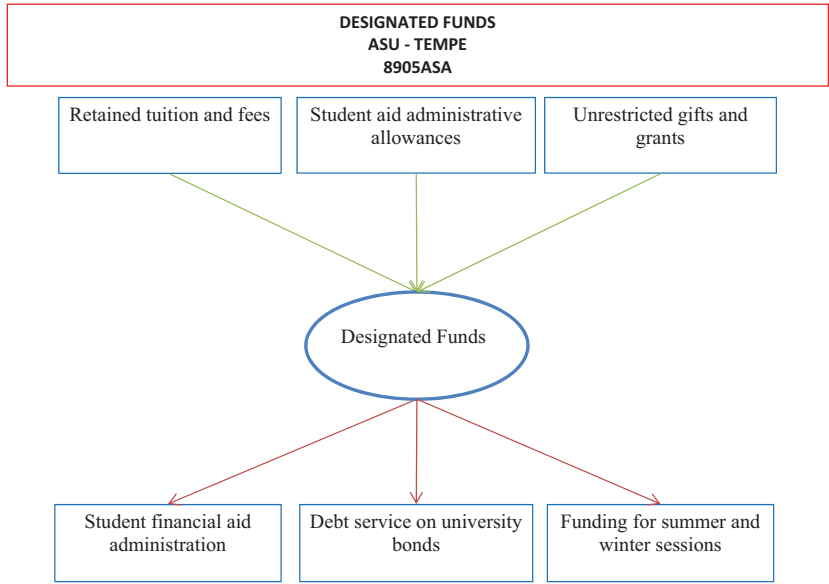 DESIGNATED FUNDS
ASU - TEMPE
8905ASA
Retained tuition and fees
Student aid administrative
allowances
Unrestricted gifts and
grants
Designated Funds
Student financial aid
administration
Debt service on university
bonds
Funding for summer and
winter sessions